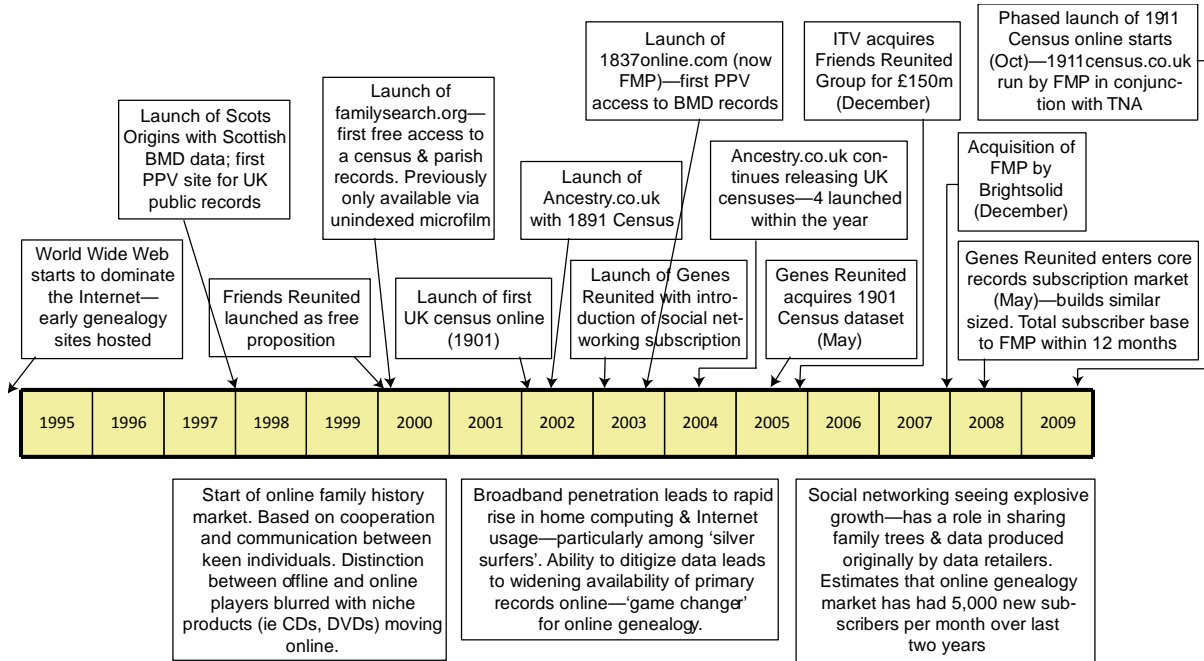 World Wide Web
starts to dominate
the Internet—
early genealogy
sites hosted
Launch of Scots
Origins with Scottish
BMD data; first
PPV site for UK
public records
Friends Reunited
launched as free
proposition
Launch of
familysearch.org—
first free access to
a census & parish
records. Previously
only available via
unindexed microfilm
Launch of first
UK census online
(1901)
Launch of
Ancestry.co.uk
with 1891 Census
Launch of Genes
Reunited with intro-
duction of social net-
working subscription
Launch of
1837online.com (now
FMP)—first PPV
access to BMD records
Ancestry.co.uk con-
tinues releasing UK
censuses—4 launched
within the year
Genes Reunited
acquires 1901
Census dataset
(May)
ITV acquires
Friends Reunited
Group for £150m
(December)
Acquisition of
FMP by
Brightsolid
(December)
Genes Reunited enters core
records subscription market
(May)—builds similar
sized. Total subscriber base
to FMP within 12 months
Phased launch of 1911
Census online starts
(Oct)—1911census.co.uk
run by FMP in conjunc-
tion with TNA
1995 1996 1997 1998 1999 2000 2001 2002 2003 2004 2005 2006 2007 2008 2009
Start of online family history
market. Based on cooperation
and communication between
keen individuals. Distinction
between offline and online
players blurred with niche
products (ie CDs, DVDs) moving
online.
Broadband penetration leads to rapid
rise in home computing & Internet
usage—particularly among ‘silver
surfers’. Ability to ditigize data leads
to widening availability of primary
records online—‘game changer’
for online genealogy.
Social networking seeing explosive
growth—has a role in sharing
family trees & data produced
originally by data retailers.
Estimates that online genealogy
market has had 5,000 new sub-
scribers per month over last
two years